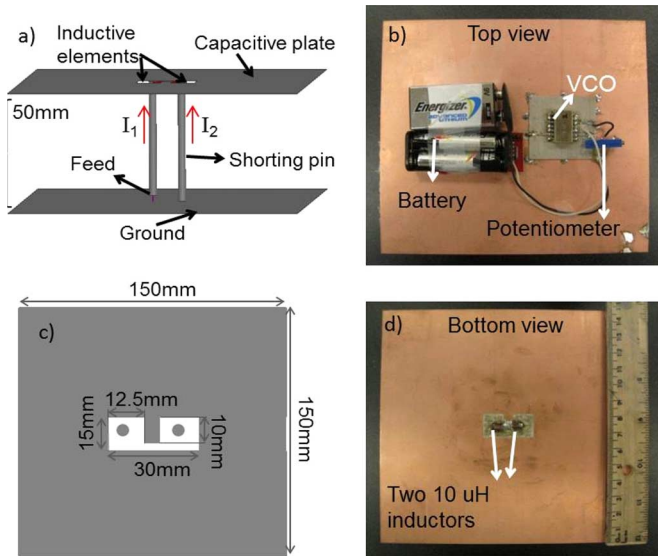 a)
Inductive
elements
Capacitive plate
50mm
I1
I2
Feed
Shorting pin
Ground
b)
Top view
VCO
Energizer
Battery
Potentiometer
150mm
c)
12.5mm
15mm
10mm
30mm
150mm
d)
Bottom view
Two 10 uH
inductors